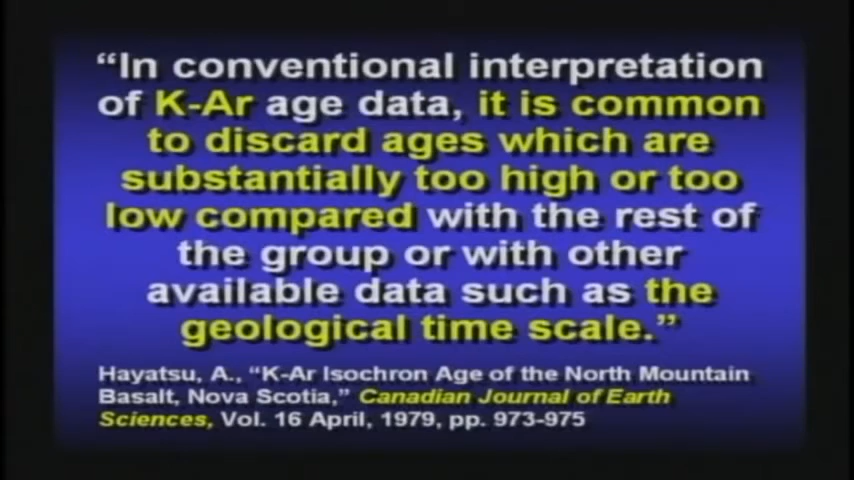 “In conventional interpretation
of K-Ar age data, it is common
to discard ages which are
substantially too high or too
low compared with the rest of
the group or with other
available data such as the
geological time scale.”
Hayatsu, A., “K-Ar Isochron Age of the North Mountain
Basalt, Nova Scotia,” Canadian Journal of Earth
Sciences, Vol. 16 April, 1979, pp. 973-975